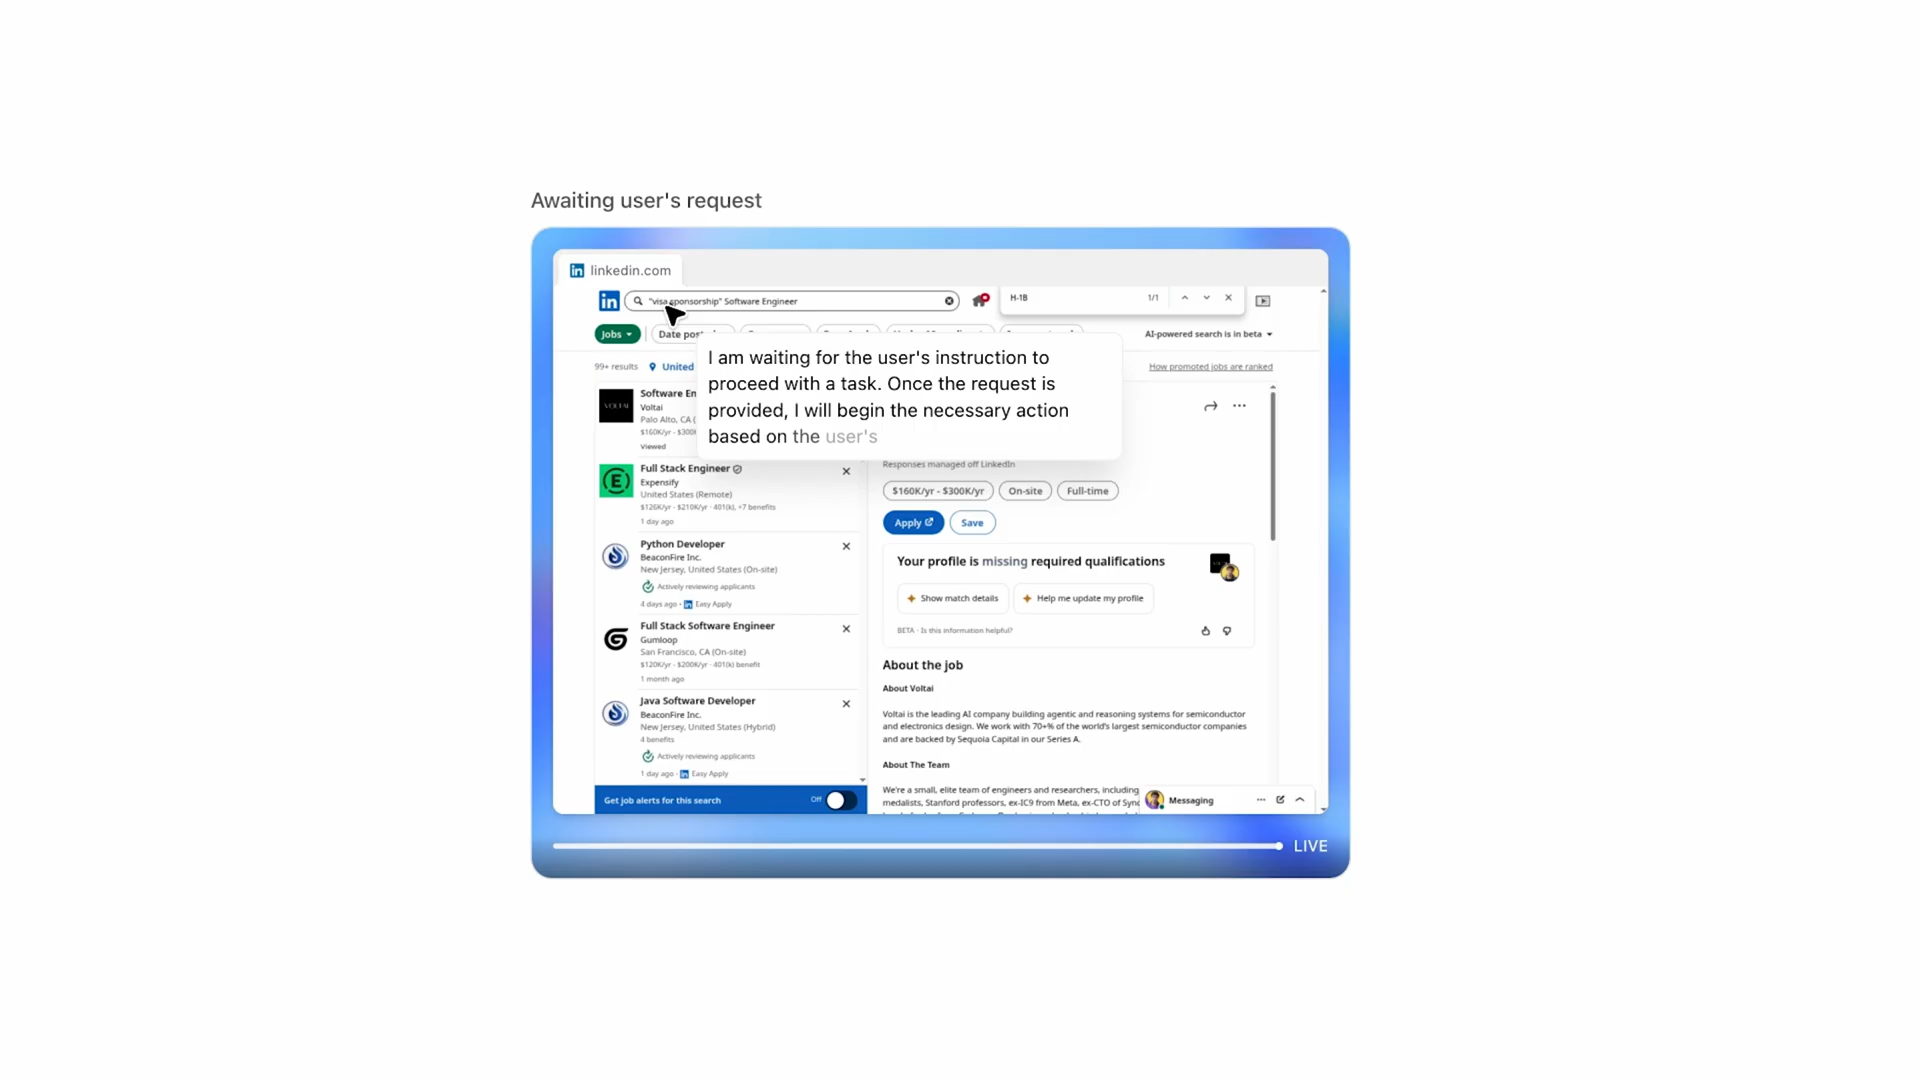 Awaiting user's request
linkedin.com
in
"visa sponsorship" Software Engineer
H-1B
1/1
Jobs
Date
AI-powered search is in beta
99+ results
United
How promoted jobs are ranked
I am waiting for the user's instruction to
proceed with a task. Once the request is
provided, I will begin the necessary action
based on the user's
VOLTAI
Software
Voltai
Palo Alto, CA (
$160K/yr -
Viewed
Full Stack Engineer
Expensify
United States (Remote)
$126K/yr - $210K/yr · 401(k), +7 benefits
1 day ago
Python Developer
BeaconFire Inc.
New Jersey, United States (On-site)
Actively reviewing applicants
4 days ago · in Easy Apply
Full Stack Software Engineer
Gumloop
San Francisco, CA (On-site)
$120K/yr - $200K/yr · 401(k) benefit
1 month ago
Java Software Developer
BeaconFire Inc.
New Jersey, United States (Hybrid)
4 benefits
Actively reviewing applicants
1 day ago · in Easy Apply
Get job alerts for this search
Off
Responses managed off LinkedIn
$160K/yr - $300K/yr
On-site
Full-time
Apply
Save
Your profile is missing required qualifications
Show match details
Help me update my profile
BETA · Is this information helpful?
About the job
About Voltai
Voltai is the leading AI company building agentic and reasoning systems for semiconductor
and electronics design. We work with 70+% of the world's largest semiconductor companies
and are backed by Sequoia Capital in our Series A.
About The Team
We're a small, elite team of engineers and researchers, including
medalists, Stanford professors, ex-IC9 from Meta, ex-CTO of
Messaging
LIVE